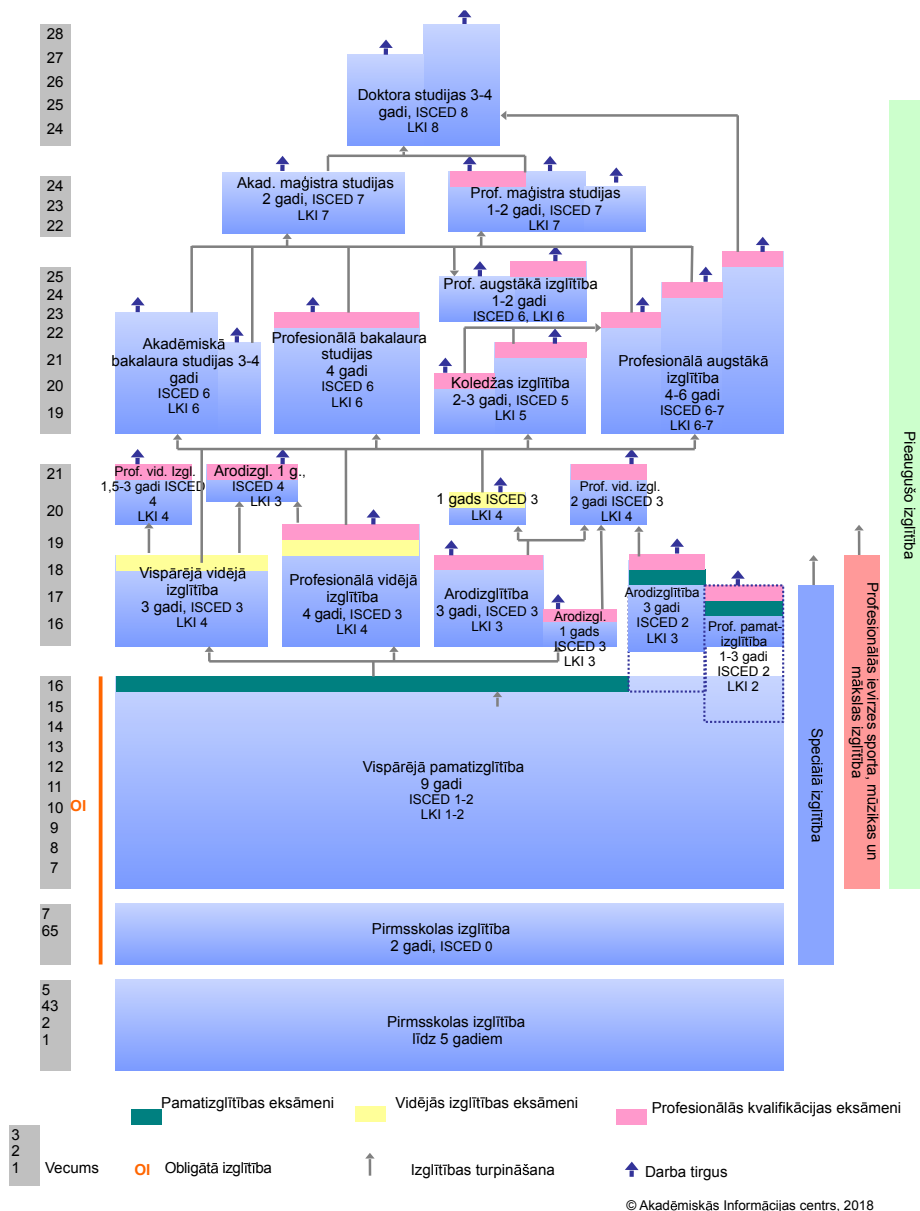 28
27
26
25
24
Doktora studijas 3-4
gadi, ISCED 8
LKI 8
24
23
22
Akad. maģistra studijas
2 gadi, ISCED 7
LKI 7
Prof. maģistra studijas
1-2 gadi, ISCED 7
LKI 7
25
24
23
22
21
20
19
Prof. augstākā izglītība
1-2 gadi
ISCED 6, LKI 6
Akadēmiskā
bakalaura studijas 3-4
gadi
ISCED 6
LKI 6
Profesionālā bakalaura
studijas
4 gadi
ISCED 6
LKI 6
Koledžas izglītība
2-3 gadi, ISCED 5
LKI 5
Profesionālā augstākā
izglītība
4-6 gadi
ISCED 6-7
LKI 6-7
21
20
19
18
17
16
Prof. vid. Izgl.
1,5-3 gadi ISCED
4
LKI 4
Arodizgl. 1 g.,
ISCED 4
LKI 3
1 gads ISCED 3
LKI 4
Prof. vid. izgl.
2 gadi ISCED 3
LKI 4
Vispārējā vidējā
izglītība
3 gadi, ISCED 3
LKI 4
Profesionālā vidējā
izglītība
4 gadi, ISCED 3
LKI 4
Arodizglītība
3 gadi, ISCED 3
LKI 3
Arodizgl.
1 gads
ISCED 3
LKI 3
Arodizglītība
3 gadi
ISCED 2
LKI 3
Prof. pamat-
izglītība
1-3 gadi
ISCED 2
LKI 2
16
15
14
13
12
11
10
9
8
7
OI
Vispārējā pamatizglītība
9 gadi
ISCED 1-2
LKI 1-2
7
65
Pirmsskolas izglītība
2 gadi, ISCED 0
5
43
2
1
Pirmsskolas izglītība
līdz 5 gadiem
Speciālā izglītība
Profesionālās ievirzes sporta, mūzikas un
mākslas izglītība
Pieaugušo izglītība
Pamatizglītības eksāmeni
Vidējās izglītības eksāmeni
Profesionālās kvalifikācijas eksāmeni
3
2
1
Vecums
OI Obligātā izglītība
Izglītības turpināšana
Darba tirgus
© Akadēmiskās Informācijas centrs, 2018